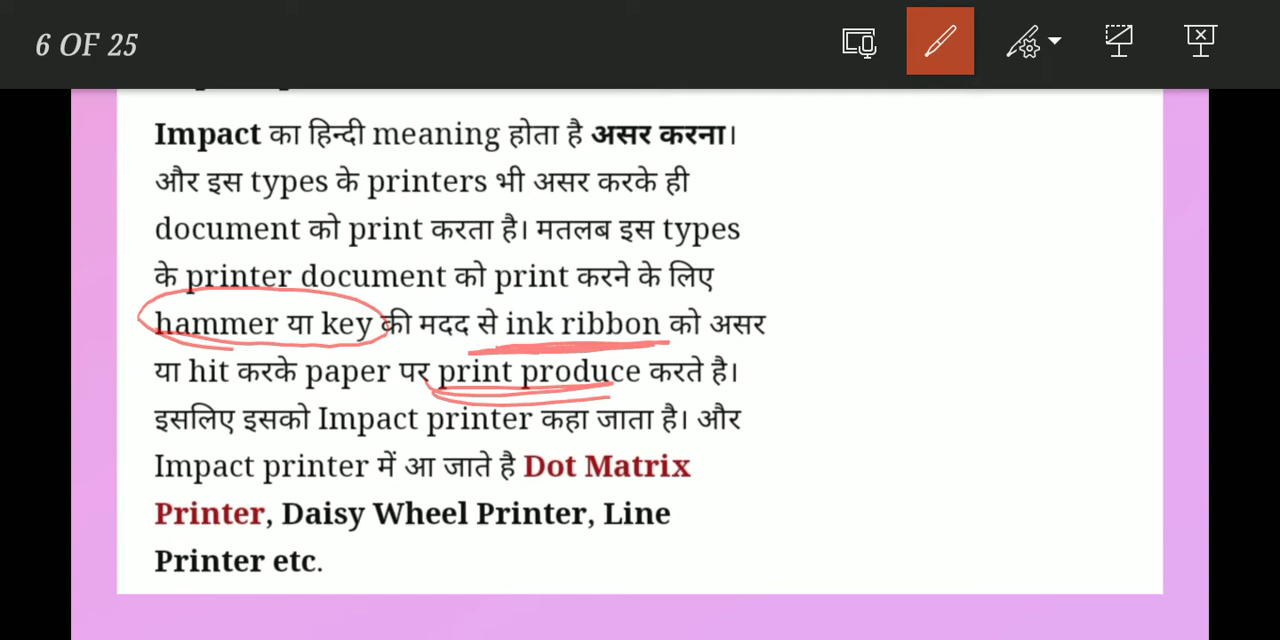 6 OF 25
Impact का हिन्दी meaning होता है असर करना।
और इस types के printers भी असर करके ही
document को print करता है। मतलब इस types
के printer document को print करने के लिए
hammer या key की मदद से ink ribbon को असर
या hit करके paper पर print produce करते है।
इसलिए इसको Impact printer कहा जाता है। और
Impact printer में आ जाते है Dot Matrix
Printer, Daisy Wheel Printer, Line
Printer etc.